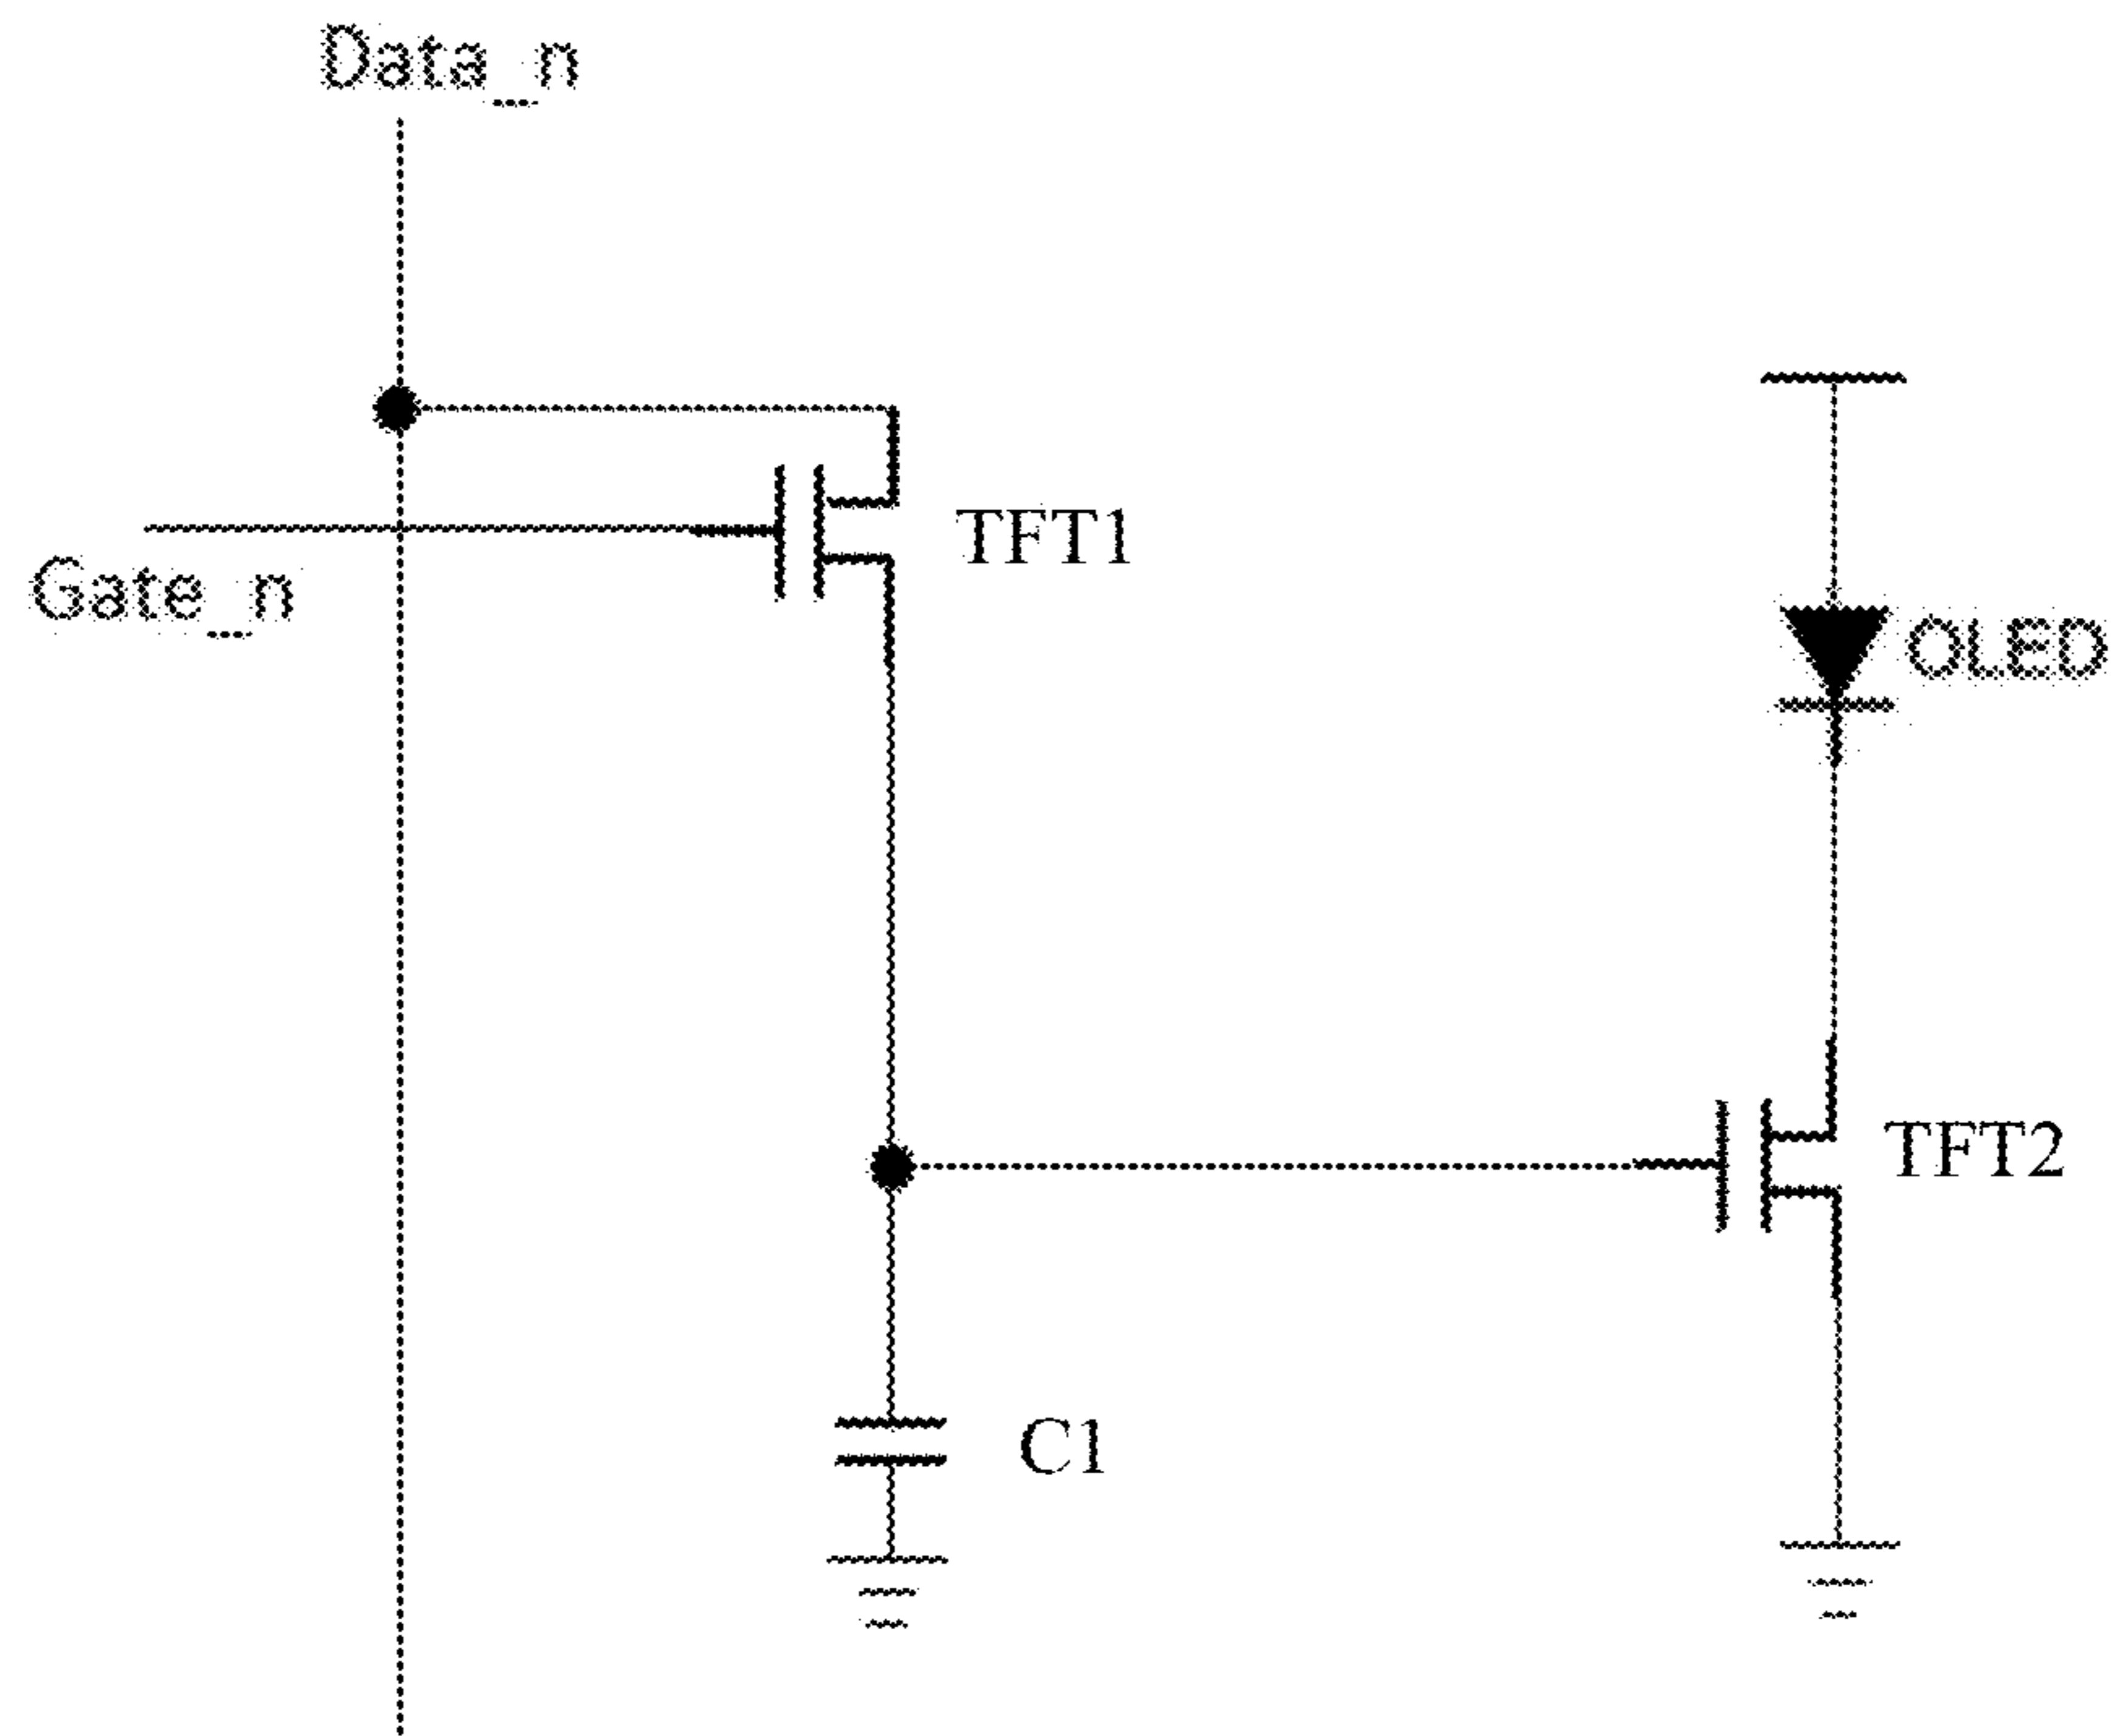 Data_n
TFT1
Gate_n
OLED
TFT2
C1